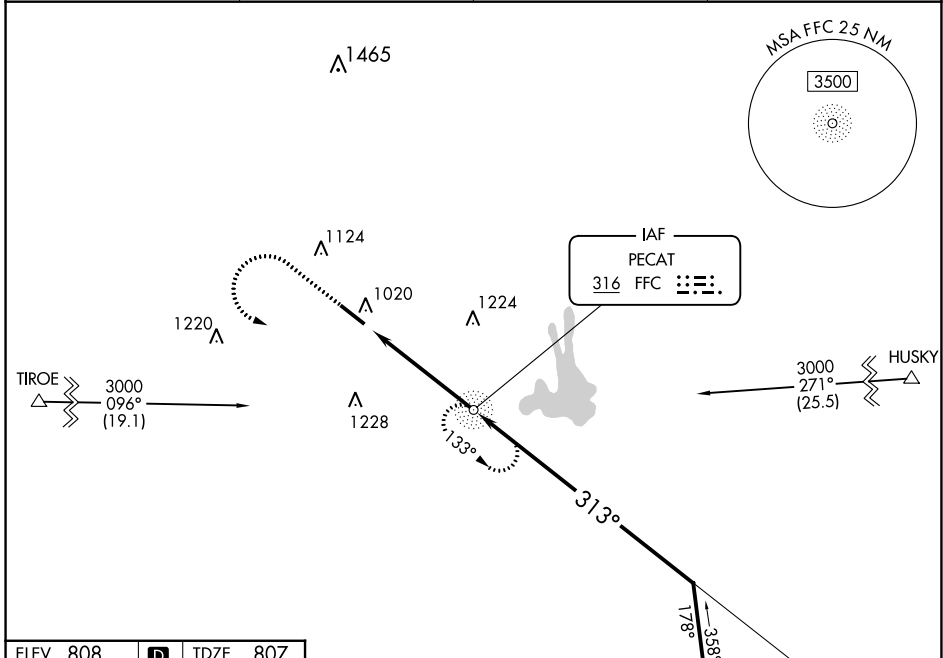 1465
MSA FFC 25 NM
3500
1124
IAF
PECAT
316 FFC
1020
1224
1220
TIROE
3000
096°
(19.1)
1228
HUSKY
3000
271°
(25.5)
133°
313°
178°
358°
ELEV 808
D
TDZE 807